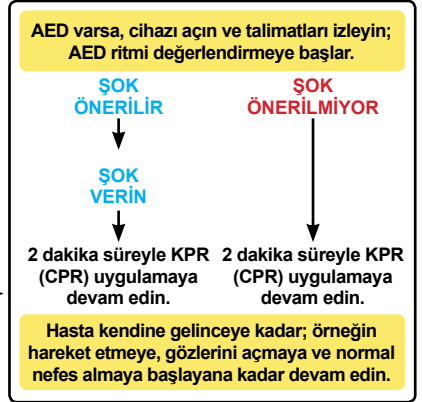 AED varsa, cihazı açın ve talimatları izleyin;
AED ritmi değerlendirmeye başlar.
ŞOK
ÖNERİLİR
ŞOK
VERİN
2 dakika süreyle KPR
(CPR) uygulamaya
devam edin.
ŞOK
ÖNERİLMİYOR
2 dakika süreyle KPR
(CPR) uygulamaya
devam edin.
Hasta kendine gelinceye kadar; örneğin
hareket etmeye, gözlerini açmaya ve normal
nefes almaya başlayana kadar devam edin.